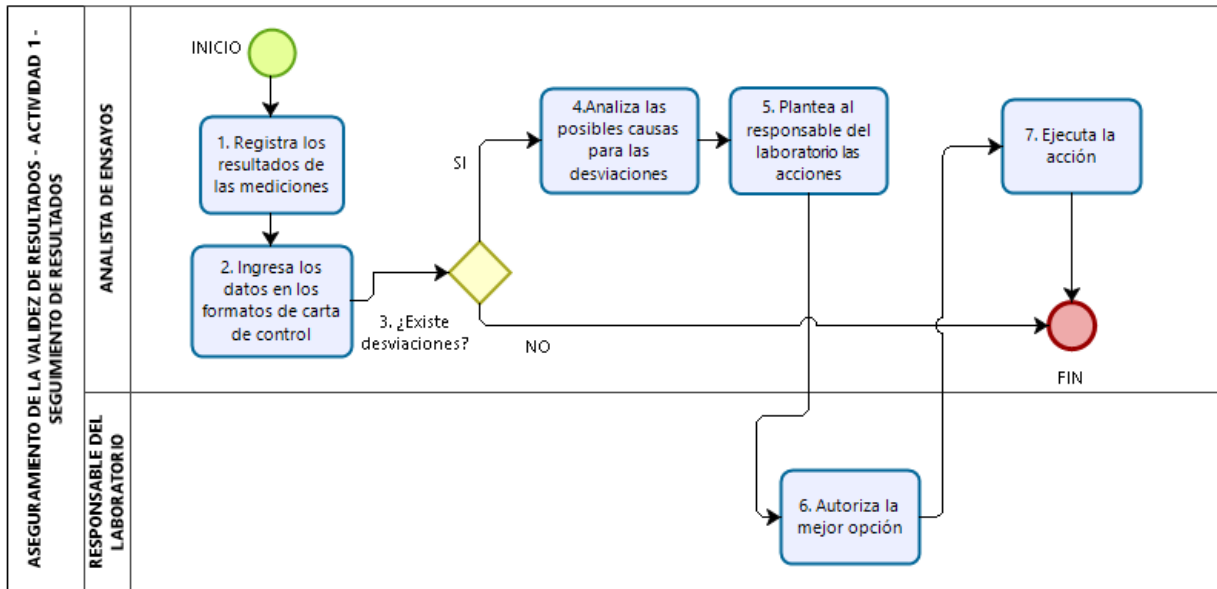 ASEGURAMIENTO DE LA VALIDEZ DE RESULTADOS - ACTIVIDAD 1 -
SEGUIMIENTO DE RESULTADOS
ANALISTA DE ENSAYOS
INICIO
1. Registra los
resultados de
las mediciones
2. Ingresa los
datos en los
formatos de carta
de control
3. ¿Existe
desviaciones?
SI
NO
4.Analiza las
posibles causas
para las
desviaciones
5. Plantea al
responsable del
laboratorio las
acciones
7. Ejecuta la
acción
FIN
RESPONSABLE DEL
LABORATORIO
6. Autoriza la
mejor opción